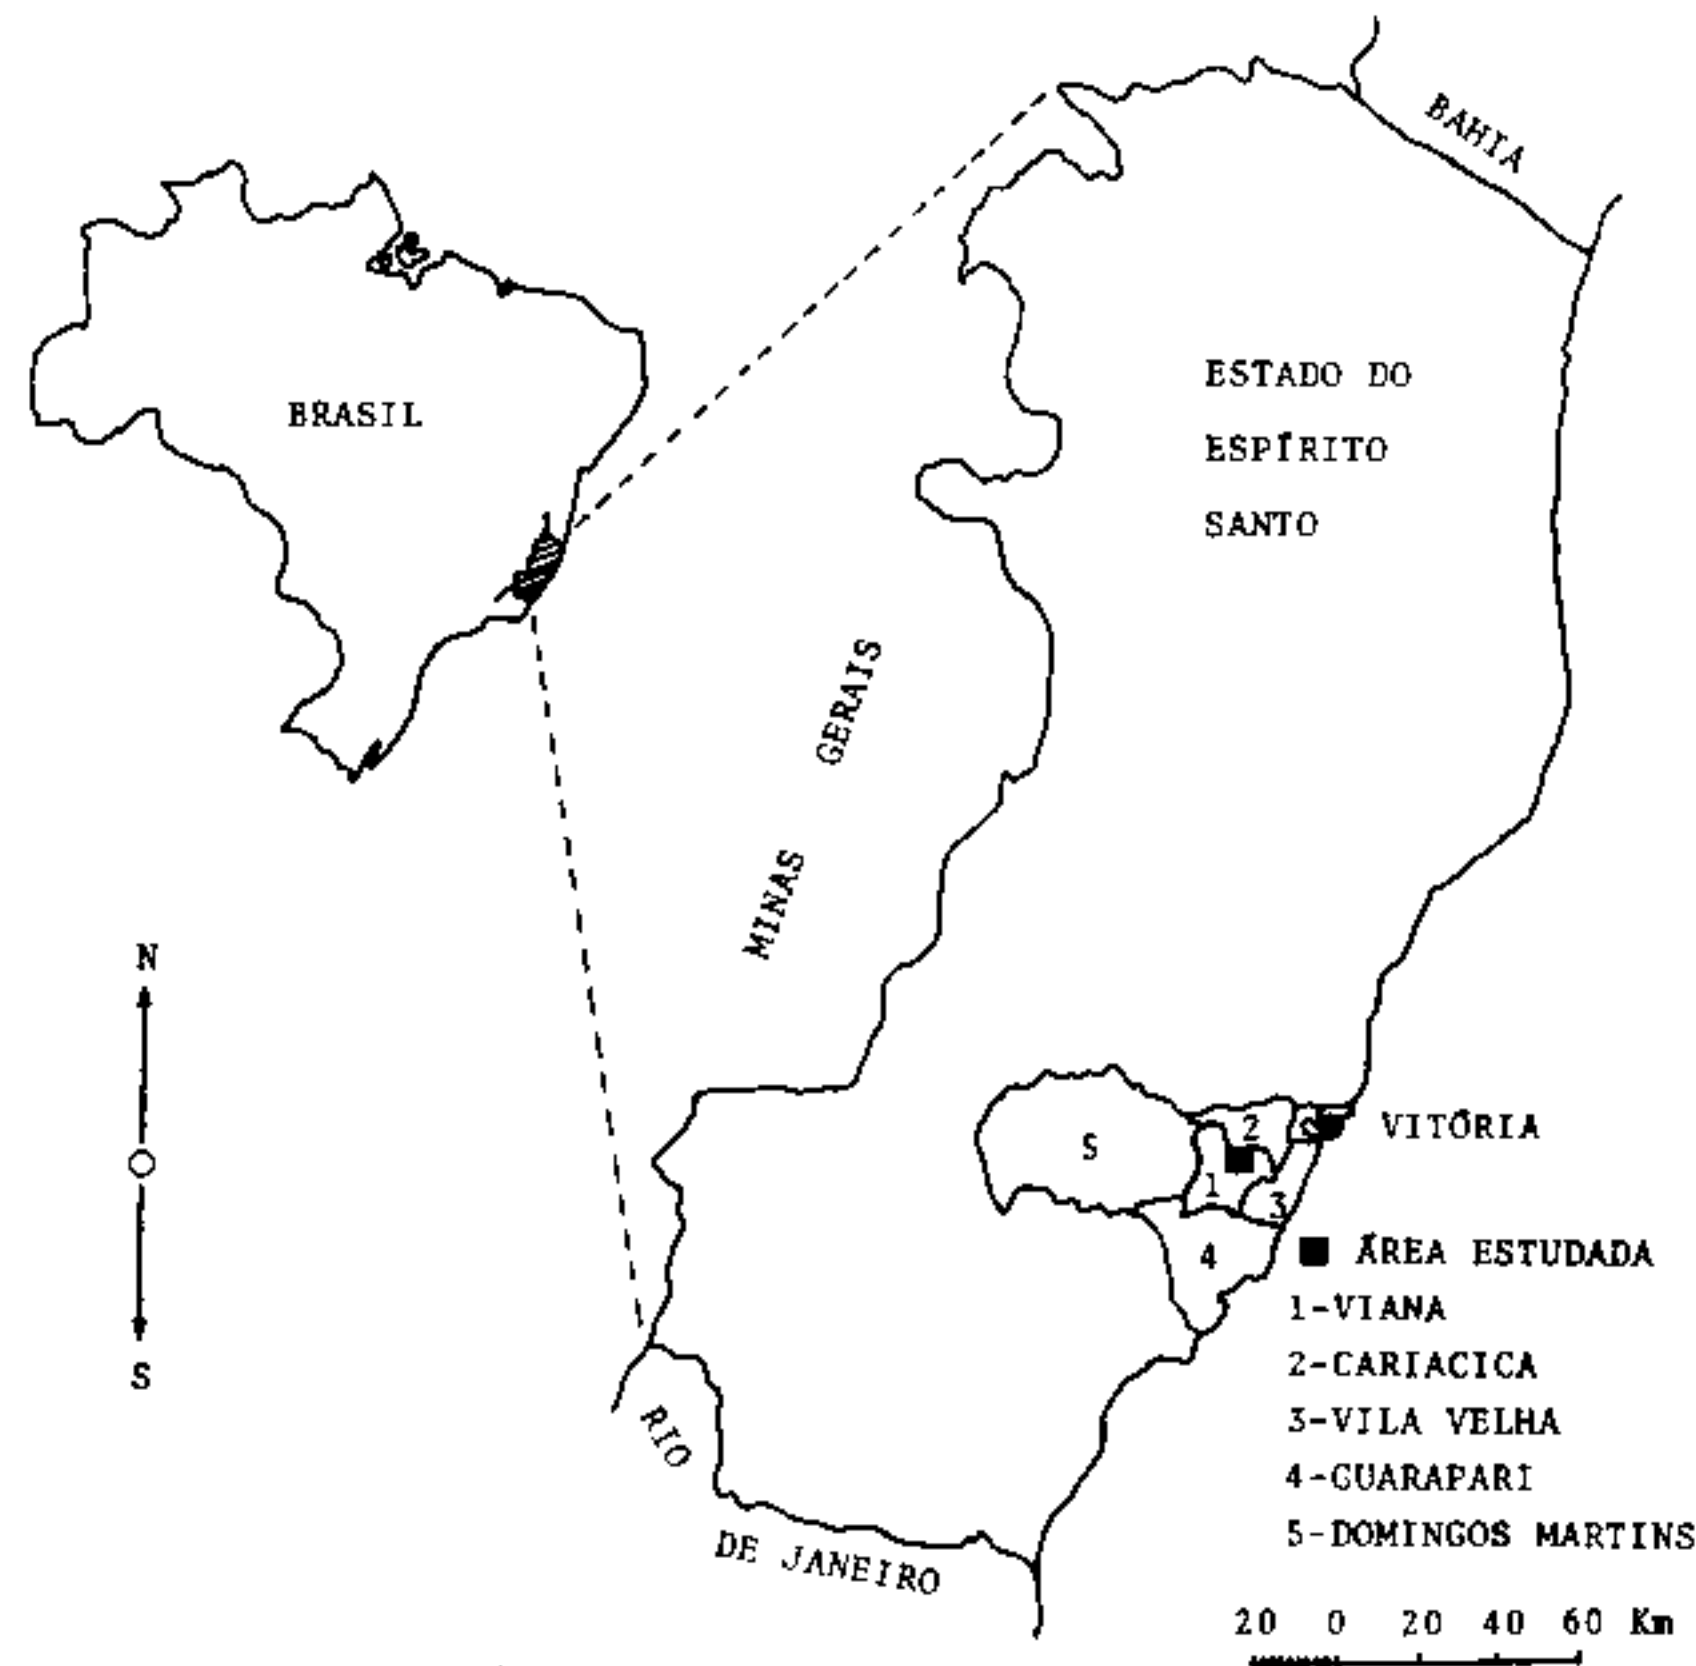 BAHIA
BRASIL
ESTADO DO
ESPÍRITO
SANTO
MINAS GERAIS
N
S
5
2
1
3
4
VITÓRIA
■ ÁREA ESTUDADA
1-VIANA
2-CARIACICA
3-VILA VELHA
4-GUARAPARI
5-DOMINGOS MARTINS
RIO
DE JANEIRO
20 0 20 40 60 Km